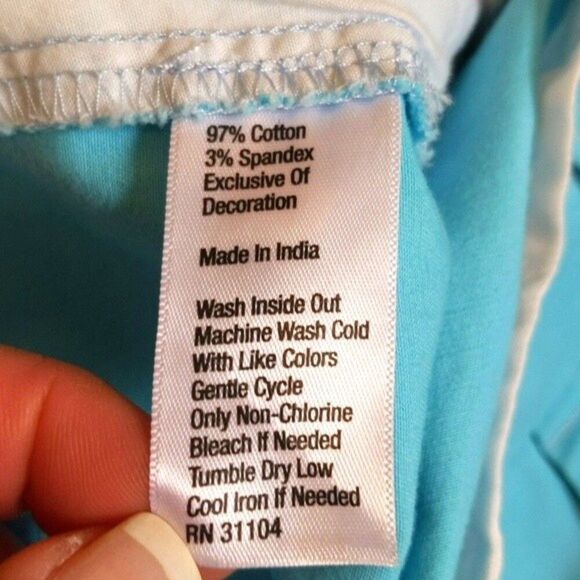 97% Cotton
3% Spandex
Exclusive Of
Decoration
Made In India
Wash Inside Out
Machine Wash Cold
With Like Colors
Gentle Cycle
Only Non-Chlorine
Bleach If Needed
Tumble Dry Low
Cool Iron If Needed
RN 31104